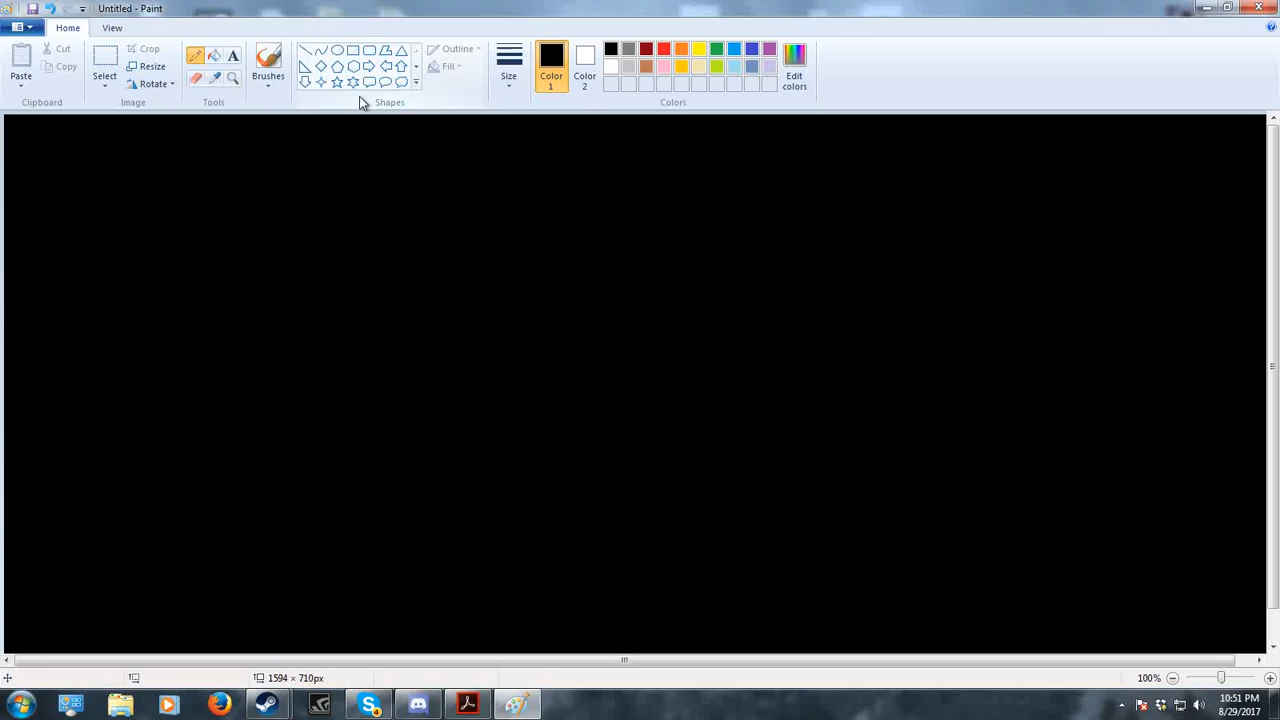 Untitled - Paint
Home View
Paste Cut Copy Select Crop Resize Rotate Brushes Outline Fill Size Color 1 Color 2 Edit colors
Clipboard Image Tools Shapes Colors
1594 × 710px 100%
4
10:51 PM
8/29/2017